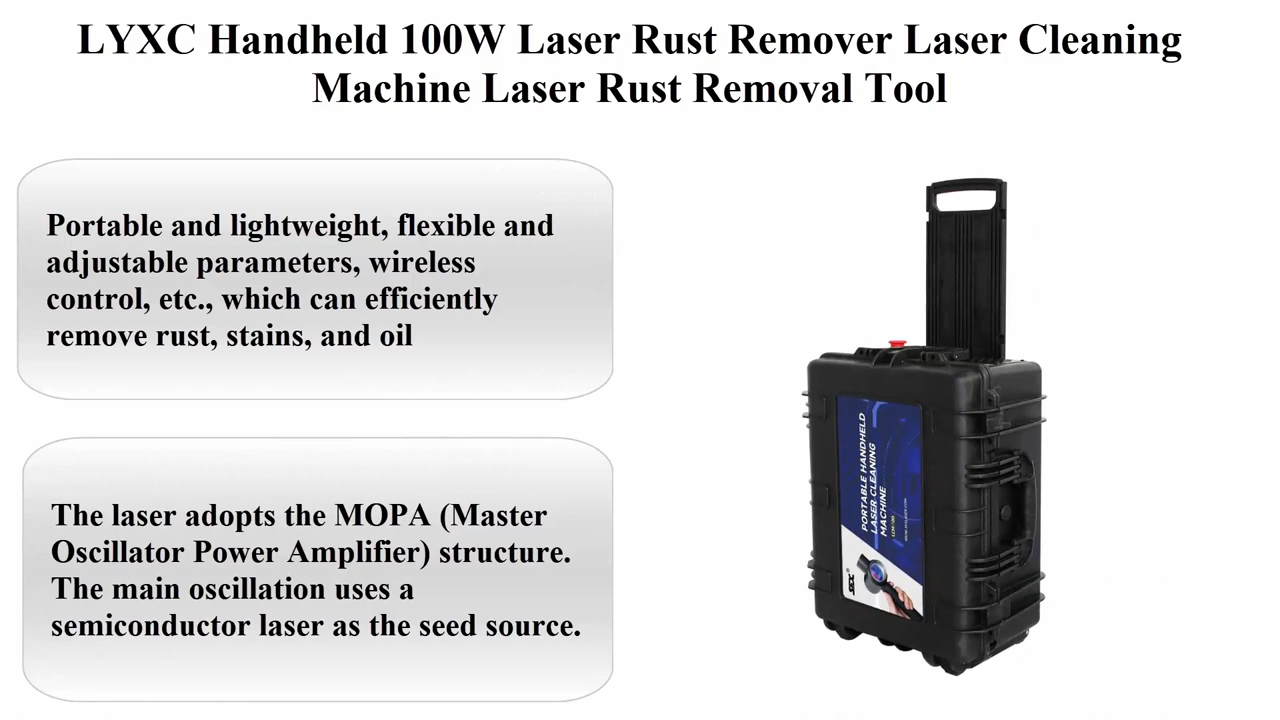 LYXC Handheld 100W Laser Rust Remover Laser Cleaning
Machine Laser Rust Removal Tool
Portable and lightweight, flexible and
adjustable parameters, wireless
control, etc., which can efficiently
remove rust, stains, and oil
The laser adopts the MOPA (Master
Oscillator Power Amplifier) structure.
The main oscillation uses a
semiconductor laser as the seed source.
PORTABLE HANDHELD
LASER CLEANING
MACHINE